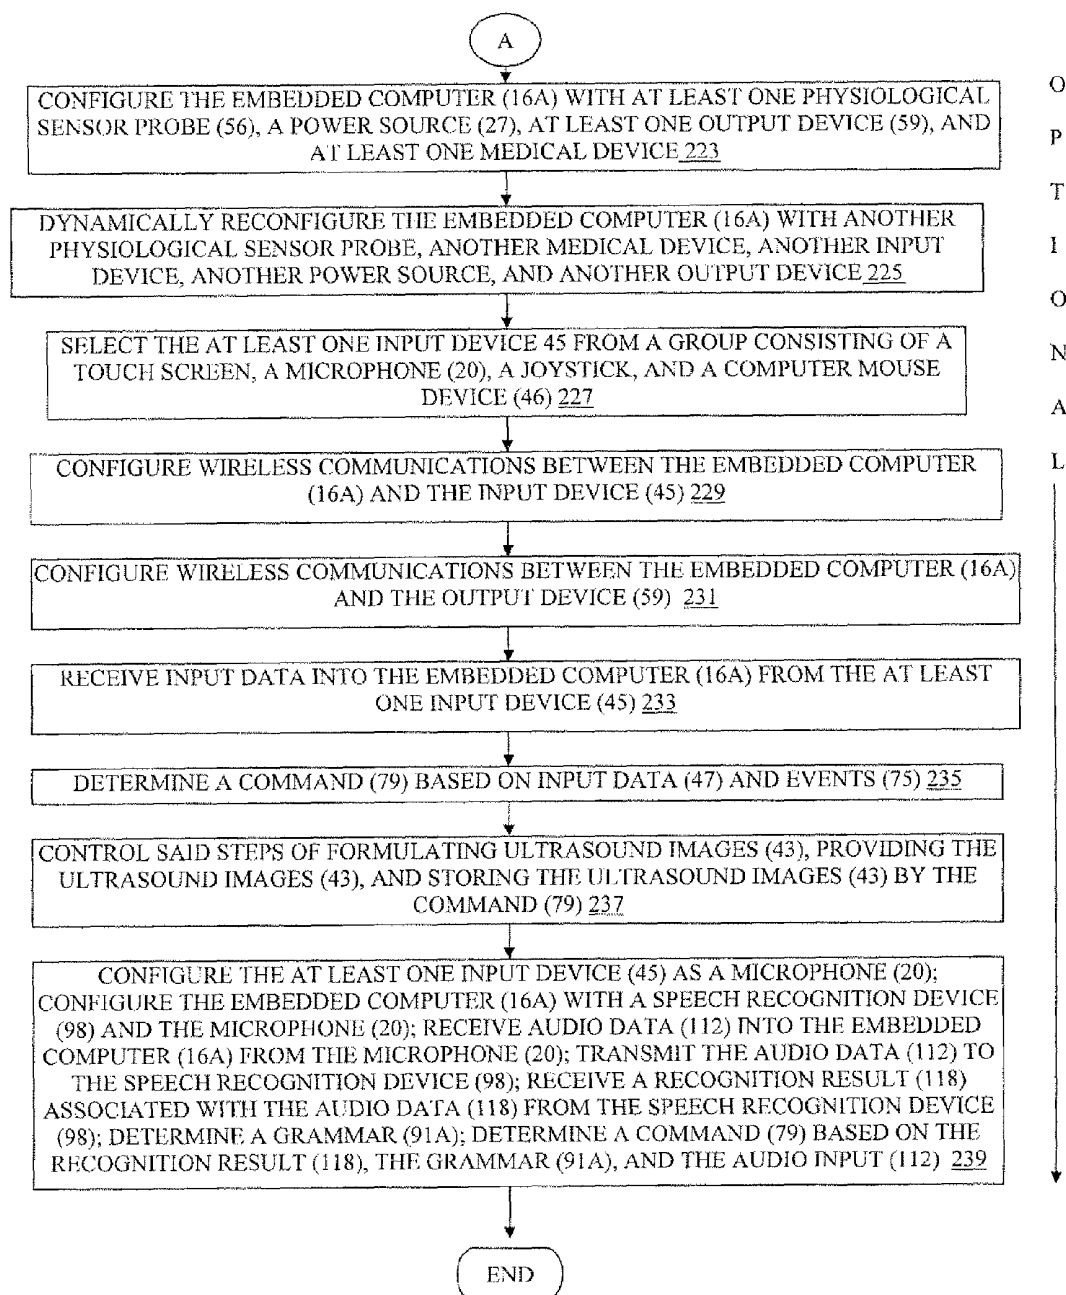 A
CONFIGURE THE EMBEDDED COMPUTER (16A) WITH AT LEAST ONE PHYSIOLOGICAL
SENSOR PROBE (56), A POWER SOURCE (27), AT LEAST ONE OUTPUT DEVICE (59), AND
AT LEAST ONE MEDICAL DEVICE 223
DYNAMICALLY RECONFIGURE THE EMBEDDED COMPUTER (16A) WITH ANOTHER
PHYSIOLOGICAL SENSOR PROBE, ANOTHER MEDICAL DEVICE, ANOTHER INPUT
DEVICE, ANOTHER POWER SOURCE, AND ANOTHER OUTPUT DEVICE 225
SELECT THE AT LEAST ONE INPUT DEVICE 45 FROM A GROUP CONSISTING OF A
TOUCH SCREEN, A MICROPHONE (20), A JOYSTICK, AND A COMPUTER MOUSE
DEVICE (46) 227
CONFIGURE WIRELESS COMMUNICATIONS BETWEEN THE EMBEDDED COMPUTER
(16A) AND THE INPUT DEVICE (45) 229
CONFIGURE WIRELESS COMMUNICATIONS BETWEEN THE EMBEDDED COMPUTER (16A)
AND THE OUTPUT DEVICE (59) 231
RECEIVE INPUT DATA INTO THE EMBEDDED COMPUTER (16A) FROM THE AT LEAST
ONE INPUT DEVICE (45) 233
DETERMINE A COMMAND (79) BASED ON INPUT DATA (47) AND EVENTS (75) 235
CONTROL SAID STEPS OF FORMULATING ULTRASOUND IMAGES (43), PROVIDING THE
ULTRASOUND IMAGES (43), AND STORING THE ULTRASOUND IMAGES (43) BY THE
COMMAND (79) 237
CONFIGURE THE AT LEAST ONE INPUT DEVICE (45) AS A MICROPHONE (20);
CONFIGURE THE EMBEDDED COMPUTER (16A) WITH A SPEECH RECOGNITION DEVICE
(98) AND THE MICROPHONE (20); RECEIVE AUDIO DATA (112) INTO THE EMBEDDED
COMPUTER (16A) FROM THE MICROPHONE (20); TRANSMIT THE AUDIO DATA (112) TO
THE SPEECH RECOGNITION DEVICE (98); RECEIVE A RECOGNITION RESULT (118)
ASSOCIATED WITH THE AUDIO DATA (118) FROM THE SPEECH RECOGNITION DEVICE
(98); DETERMINE A GRAMMAR (91A); DETERMINE A COMMAND (79) BASED ON THE
RECOGNITION RESULT (118), THE GRAMMAR (91A), AND THE AUDIO INPUT (112) 239
END
O
P
T
I
O
N
A
L